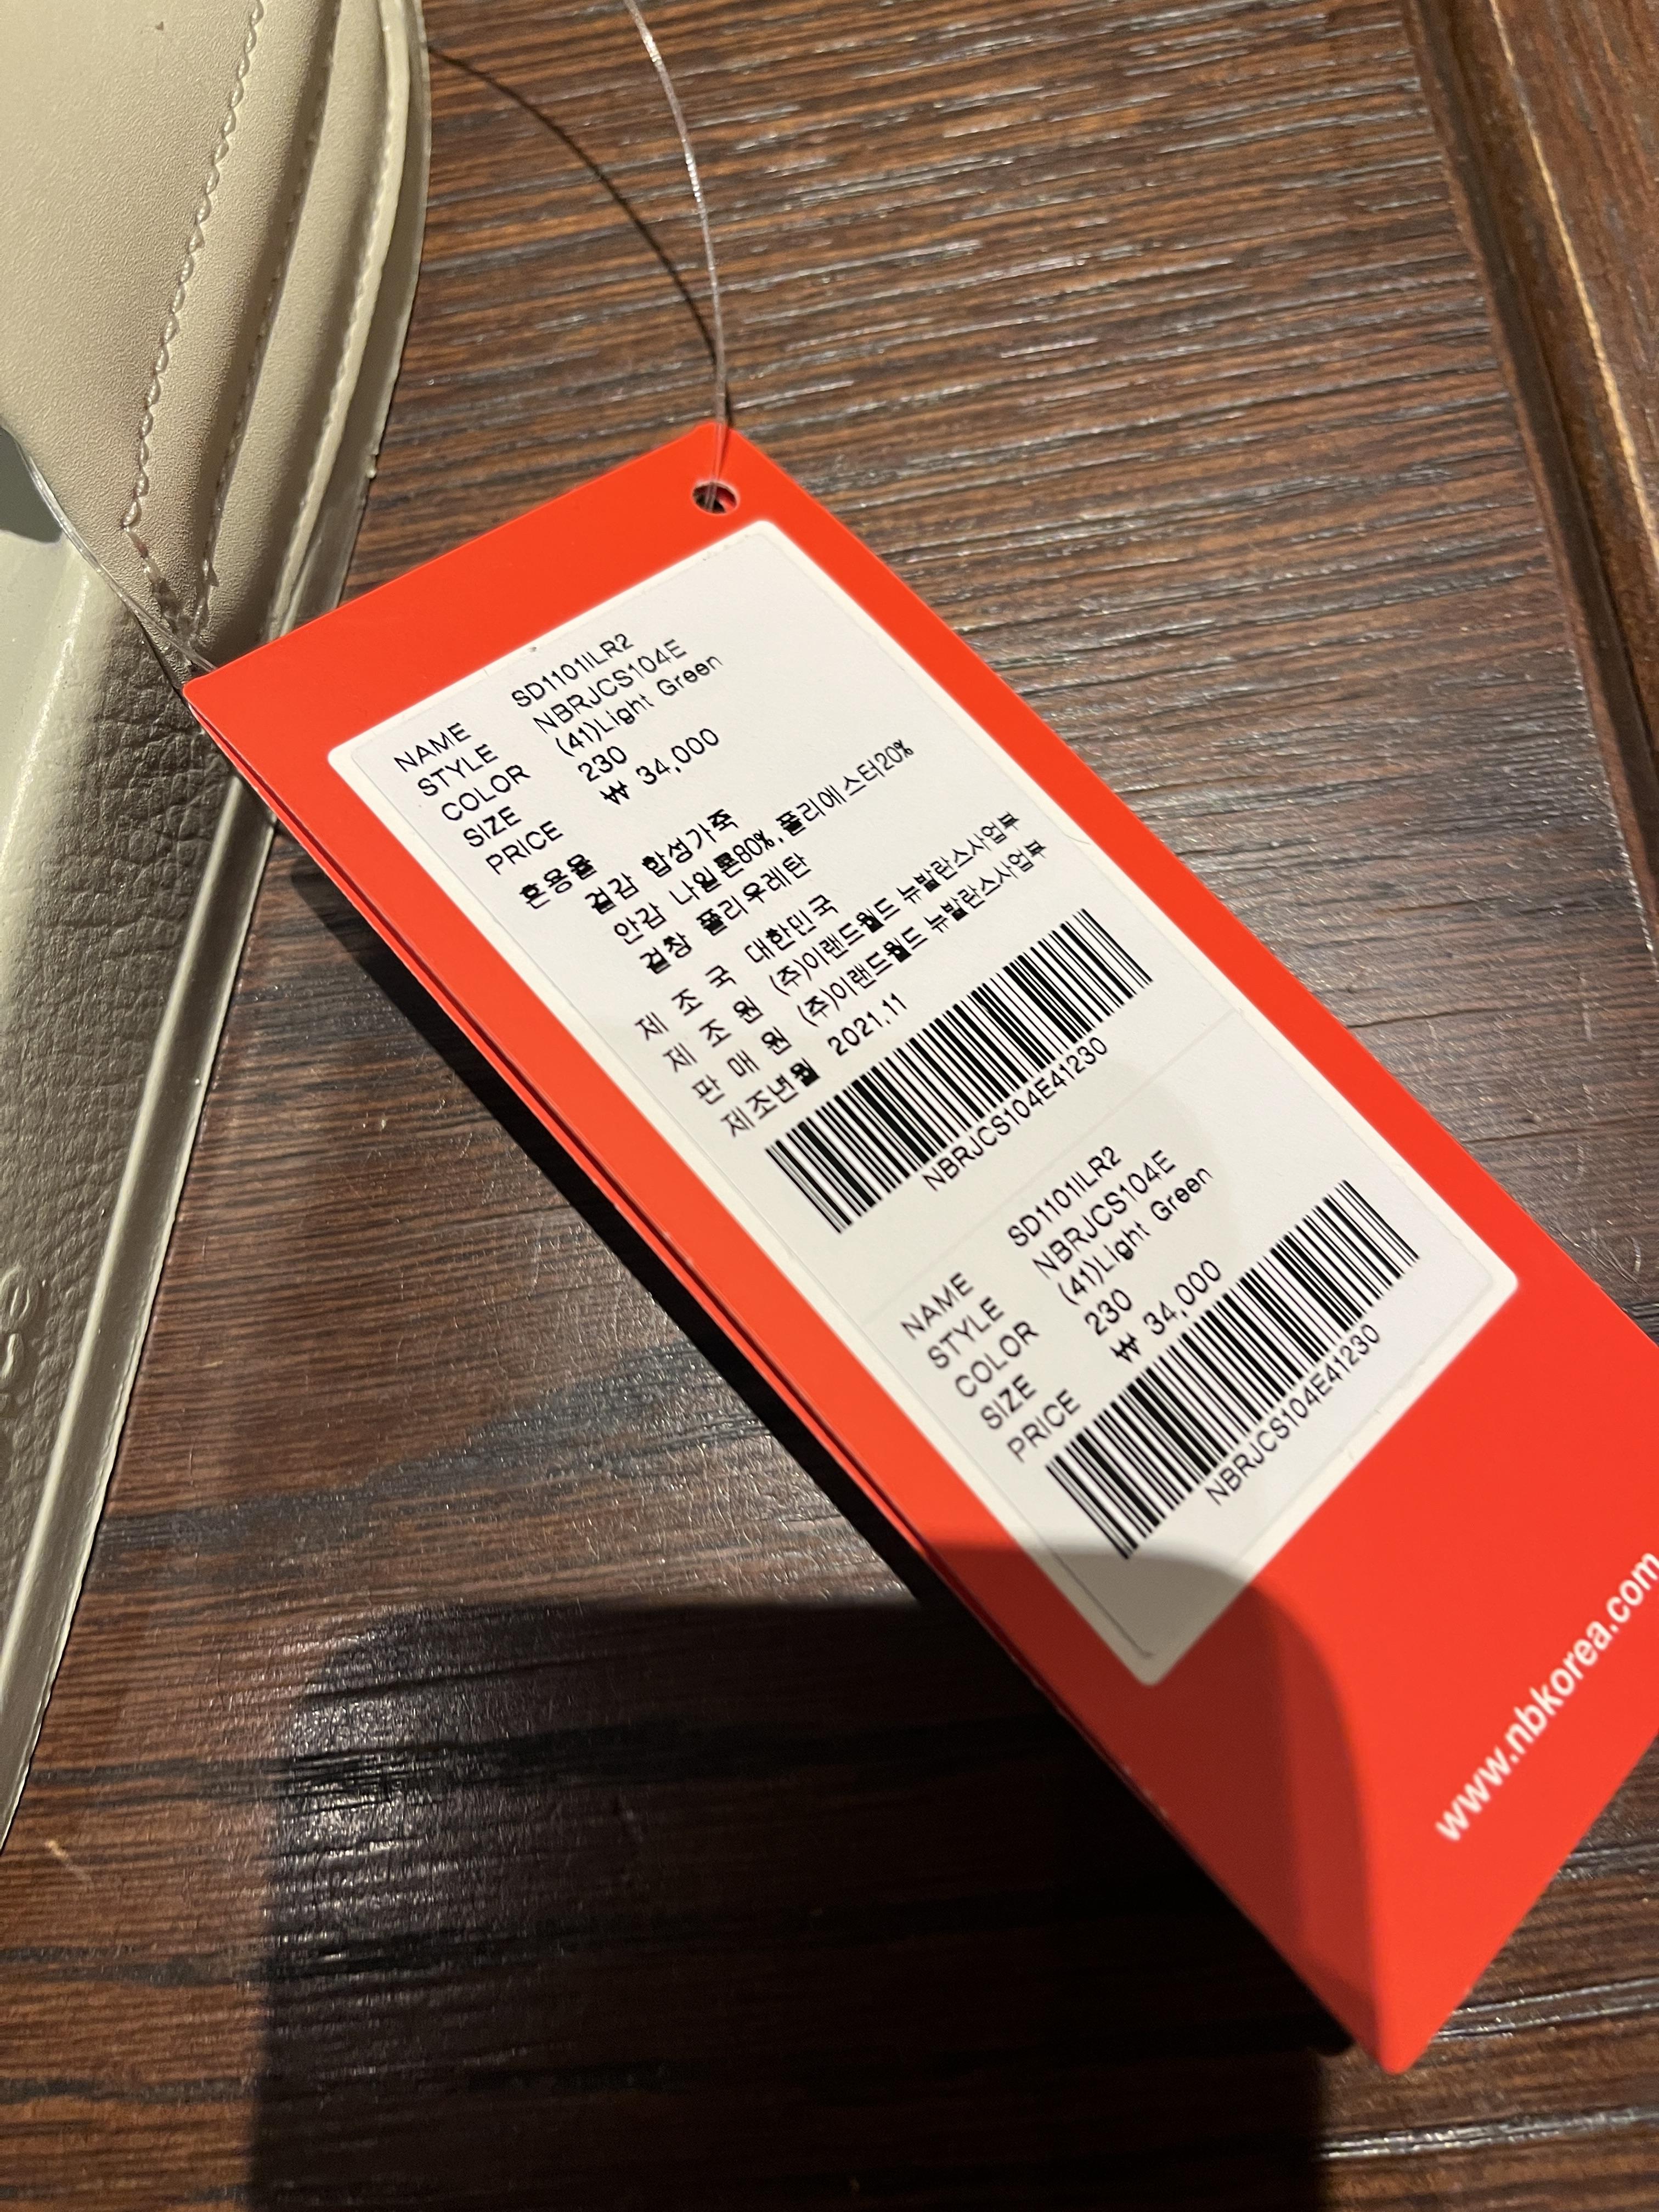 NAME SD1101ILR2
STYLE NBRJCS104E
COLOR (41)Light Green
SIZE 230
PRICE ₩ 34,000
혼용율
겉감 합성가죽
안감 나일론80%,폴리에스터20%
겉창 폴리우레탄
제 조 국 대한민국
제 조 원 (주)이랜드월드 뉴발란스사업부
판 매 원 (주)이랜드월드 뉴발란스사업부
제조년월 2021.11
NBRJCS104E41230
NAME SD1101ILR2
STYLE NBRJCS104E
COLOR (41)Light Green
SIZE 230
PRICE ₩ 34,000
NBRJCS104E41230
www.nbkorea.com